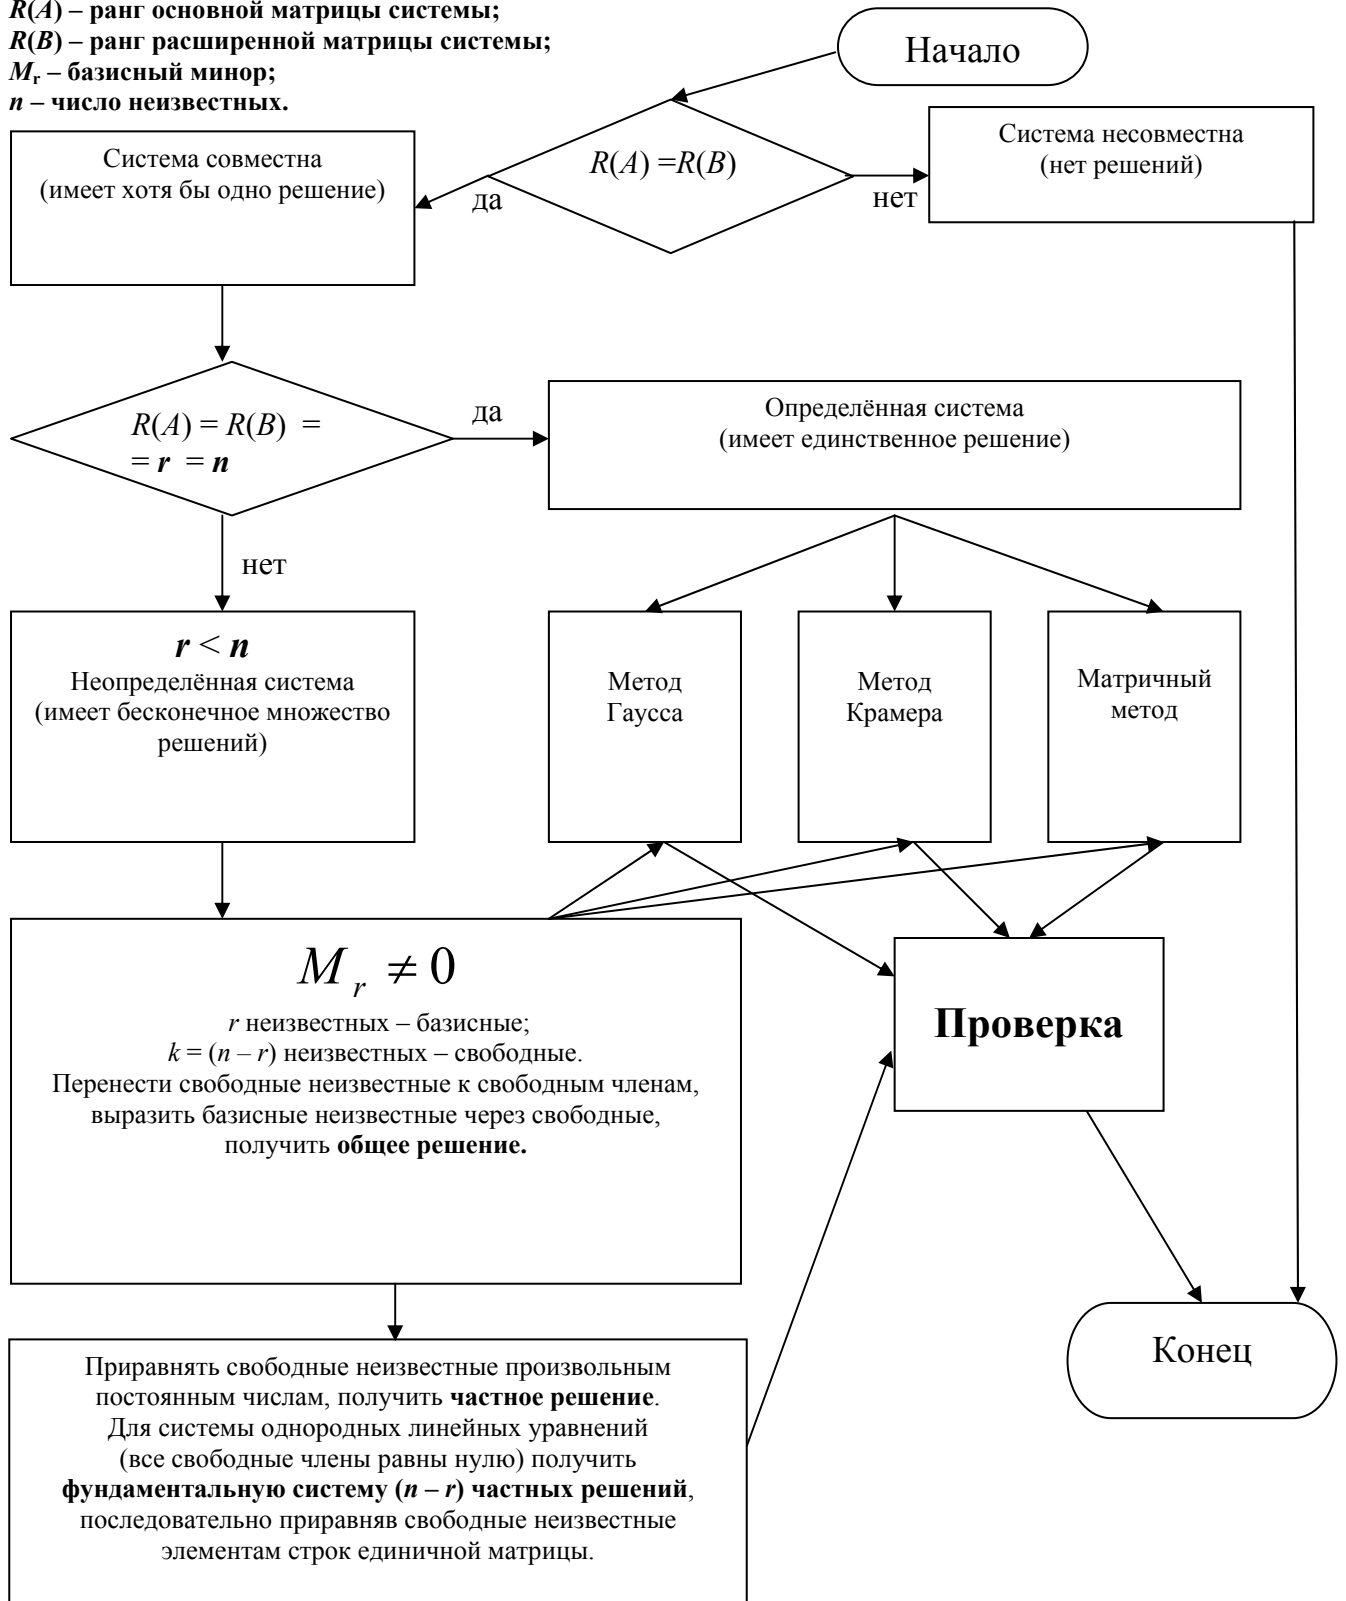 R(A) – ранг основной матрицы системы;
R(B) – ранг расширенной матрицы системы;
Mr – базисный минор;
n – число неизвестных.
Начало
R(A) =R(B)
да
нет
Система совместна
(имеет хотя бы одно решение)
Система несовместна
(нет решений)
R(A) = R(B) =
= r = n
да
нет
Определённая система
(имеет единственное решение)
r < n
Неопределённая система
(имеет бесконечное множество
решений)
Метод
Гаусса
Метод
Крамера
Матричный
метод
M r ≠ 0
r неизвестных – базисные;
k = (n – r) неизвестных – свободные.
Перенести свободные неизвестные к свободным членам,
выразить базисные неизвестные через свободные,
получить общее решение.
Проверка
Приравнять свободные неизвестные произвольным
постоянным числам, получить частное решение.
Для системы однородных линейных уравнений
(все свободные члены равны нулю) получить
фундаментальную систему (n – r) частных решений,
последовательно приравняв свободные неизвестные
элементам строк единичной матрицы.
Конец